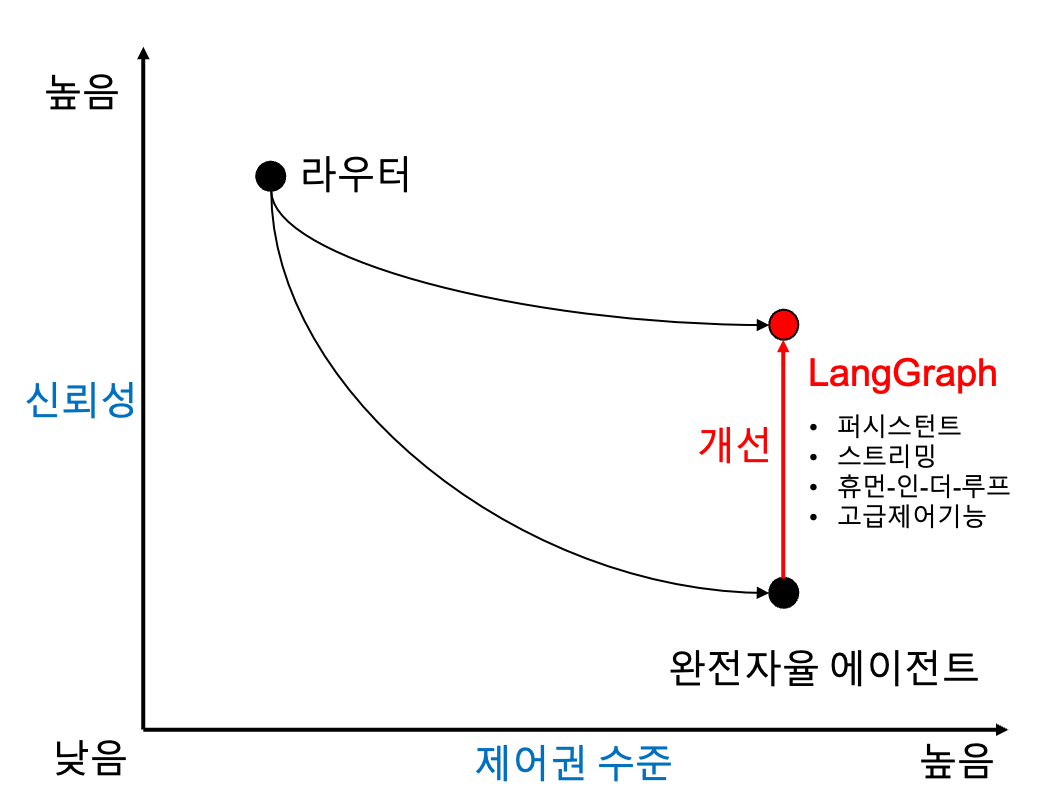 높음
라우터
신뢰성
LangGraph
개선
• 퍼시스턴트
• 스트리밍
• 휴먼-인-더-루프
• 고급제어기능
완전자율 에이전트
낮음
제어권 수준
높음